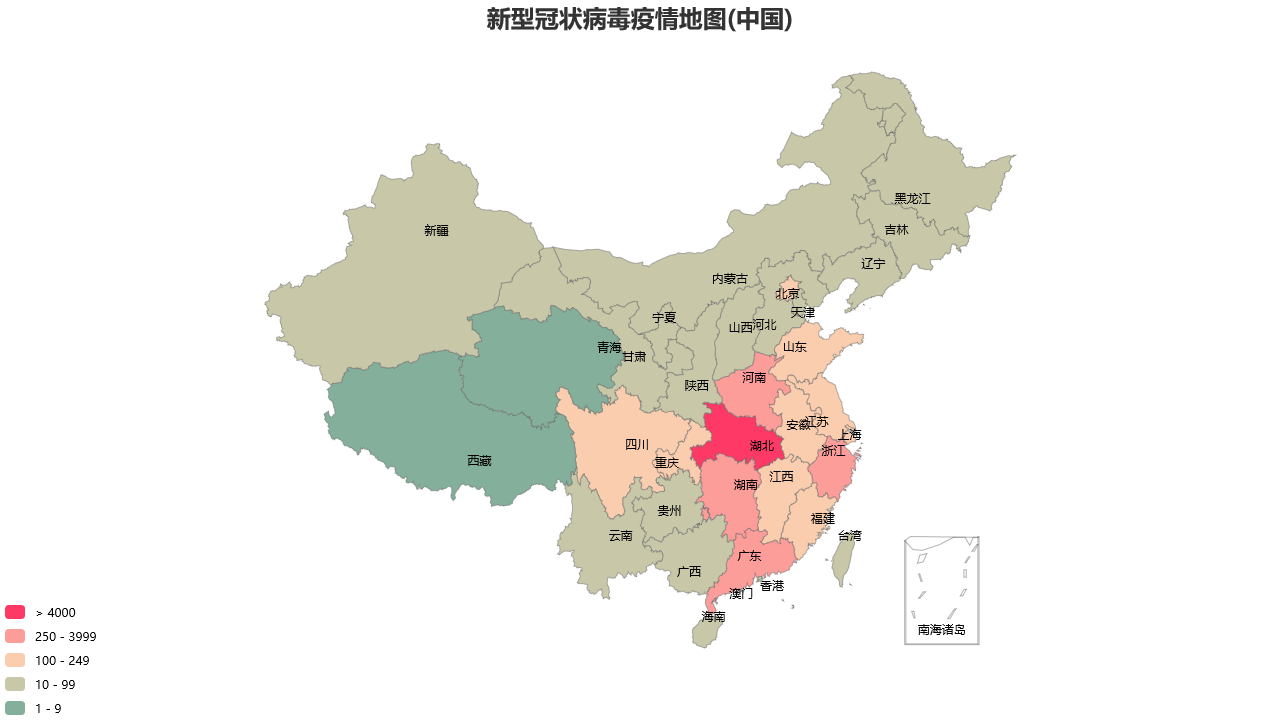 新型冠状病毒疫情地图(中国)
黑龙江
新疆
吉林
辽宁
内蒙古
北京
天津
宁夏
山西
河北
青海
甘肃
山东
河南
陕西
安徽
江苏
上海
四川
湖北
浙江
西藏
重庆
江西
湖南
贵州
福建
云南
台湾
广东
广西
香港
澳门
海南
南海诸岛
> 4000
250 - 3999
100 - 249
10 - 99
1 - 9